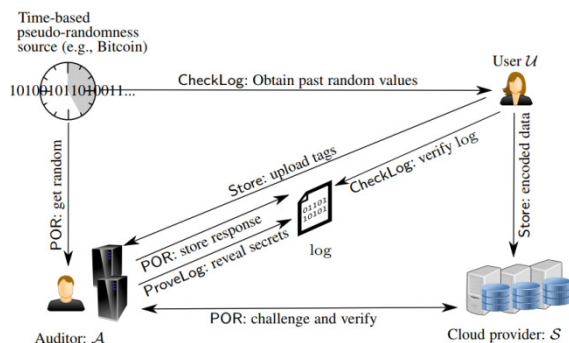 Time-based
pseudo-randomness
source (e.g., Bitcoin)
101001011010011...
CheckLog: Obtain past random values
User U
POR: get random
Store: upload tags
CheckLog: verify log
Store: encoded data
POR: store response
ProveLog: reveal secrets
01101
10101
log
POR: challenge and verify
Auditor: A
Cloud provider: S